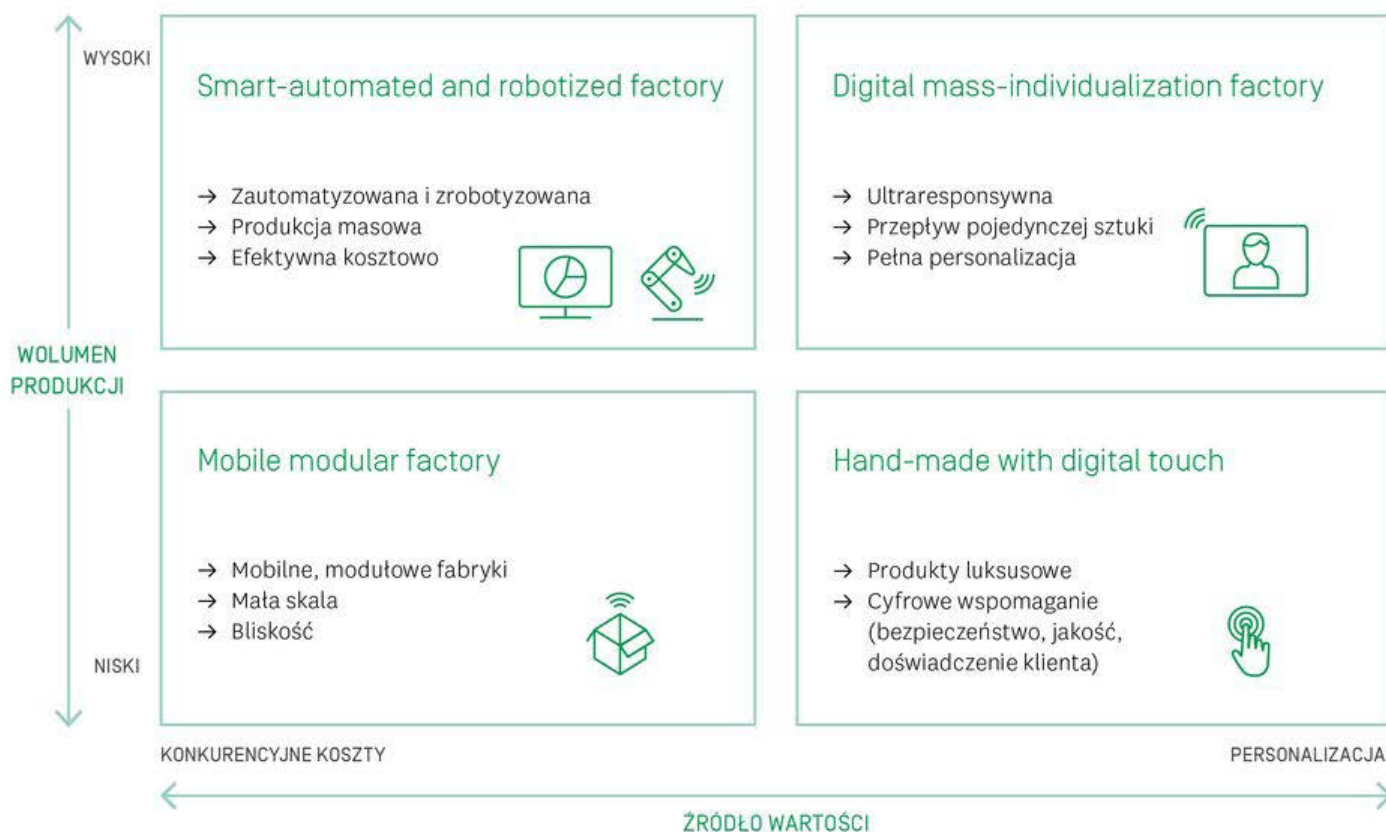 WYSOKI
Smart-automated and robotized factory
→ Zautomatyzowana i zrobotyzowana
→ Produkcja masowa
→ Efektywna kosztowo
Digital mass-individualization factory
→ Ultraresponsywna
→ Przepływ pojedynczej sztuki
→ Pełna personalizacja
WOLUMEN
PRODUKCJI
Mobile modular factory
→ Mobilne, modułowe fabryki
→ Mała skala
→ Bliskość
Hand-made with digital touch
→ Produkty luksusowe
→ Cyfrowe wspomaganie
(bezpieczeństwo, jakość,
doświadczenie klienta)
NISKI
KONKURENCYJNE KOSZTY
PERSONALIZACJA
ŹRÓDŁO WARTOŚCI